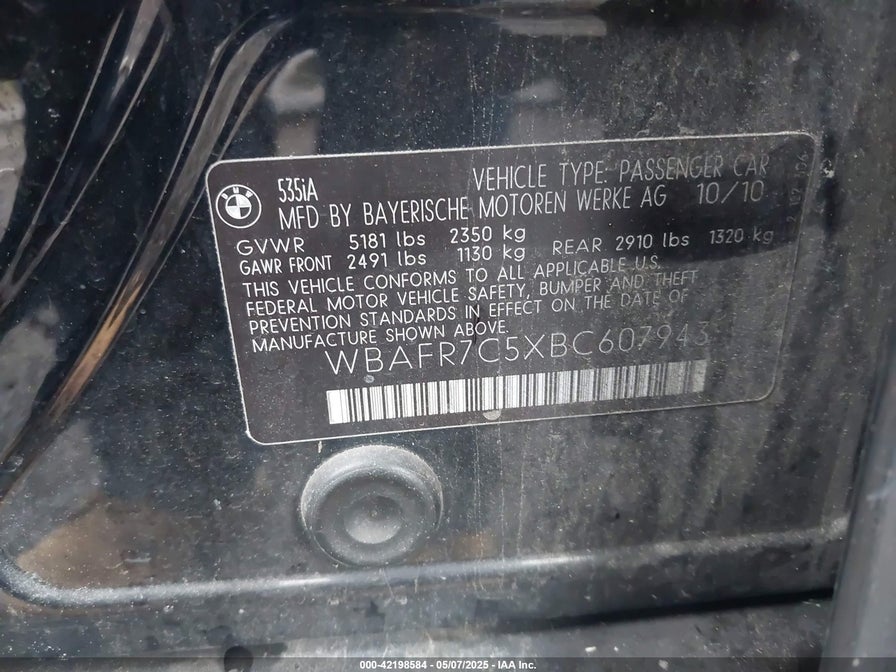 BMW
535iA VEHICLE TYPE: PASSENGER CAR
MFD BY BAYERISCHE MOTOREN WERKE AG 10/10
GVWR 5181 lbs 2350 kg
GAWR FRONT 2491 lbs 1130 kg REAR 2910 lbs 1320 kg
THIS VEHICLE CONFORMS TO ALL APPLICABLE U.S.
FEDERAL MOTOR VEHICLE SAFETY, BUMPER AND THEFT
PREVENTION STANDARDS IN EFFECT ON THE DATE OF
MANUFACTURE SHOWN ABOVE.
WBAFR7C5XBC607943
000-42198584 - 05/07/2025 - IAA Inc.